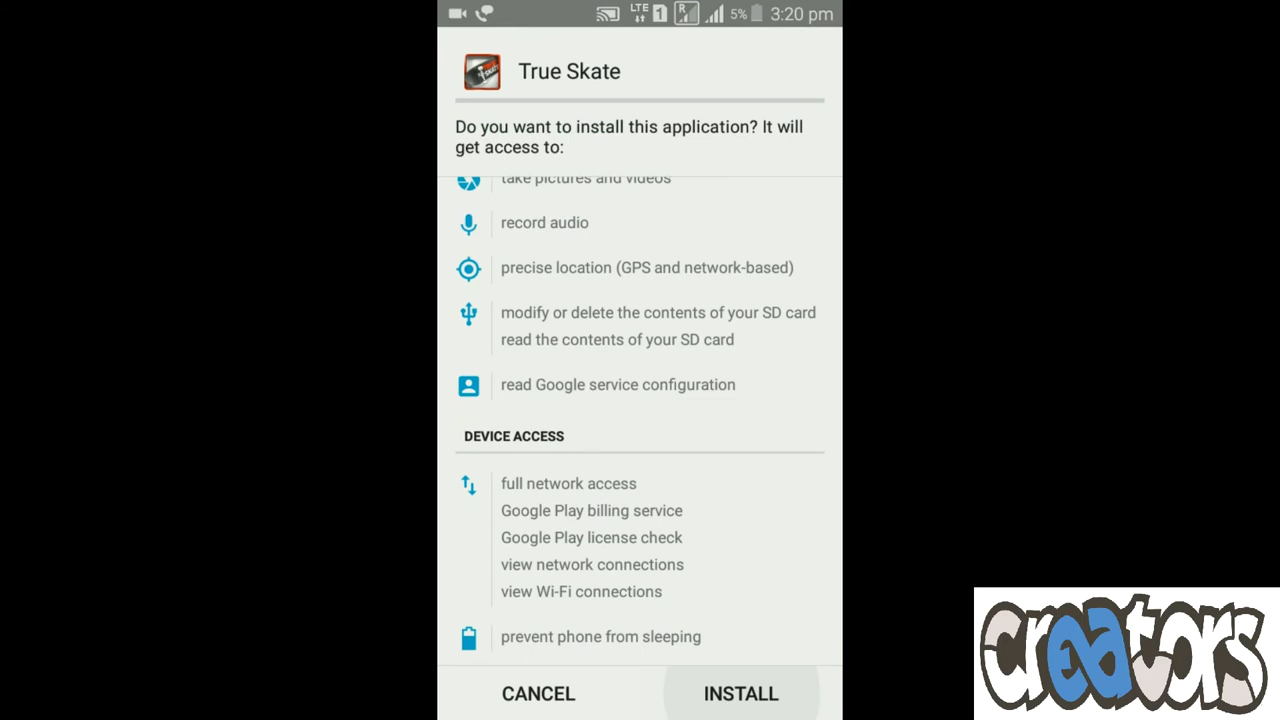 LTE 1 R 5% 3:20 pm
True Skate
Do you want to install this application? It will
get access to:
take pictures and videos
record audio
precise location (GPS and network-based)
modify or delete the contents of your SD card
read the contents of your SD card
read Google service configuration
DEVICE ACCESS
full network access
Google Play billing service
Google Play license check
view network connections
view Wi-Fi connections
prevent phone from sleeping
CANCEL INSTALL
creators